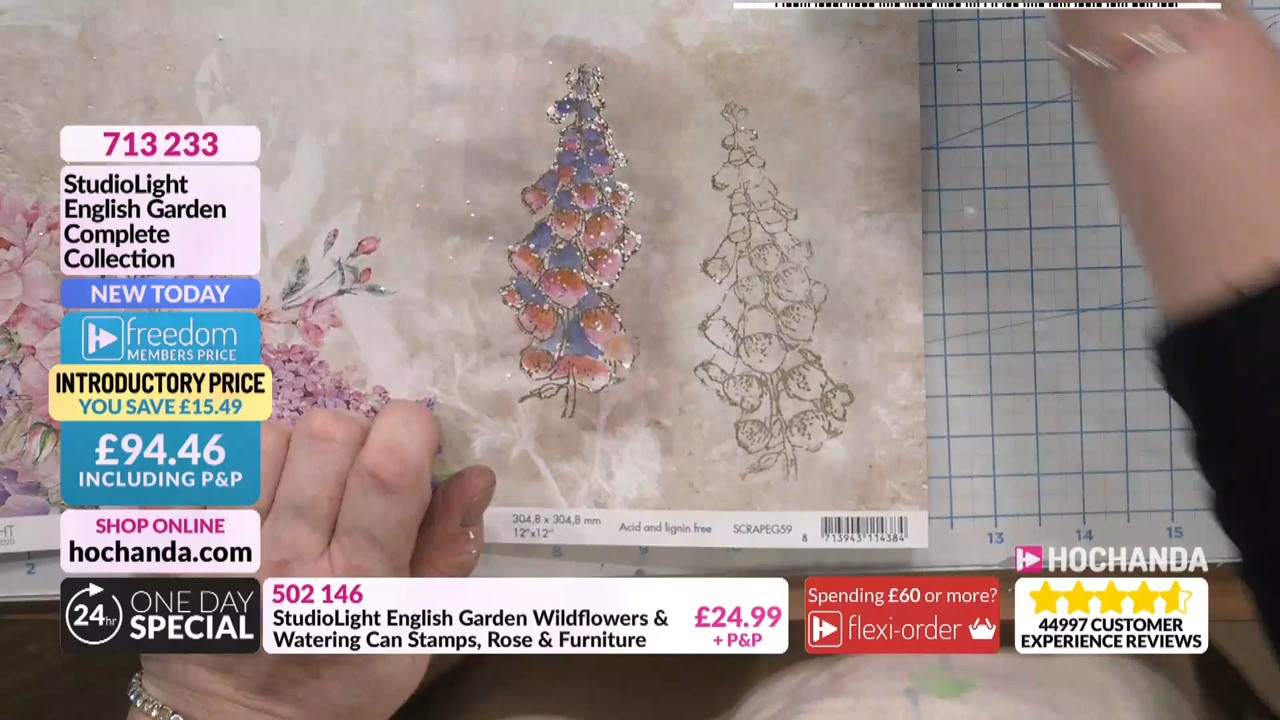 713 233
StudioLight
English Garden
Complete
Collection
NEW TODAY
freedom
MEMBERS PRICE
INTRODUCTORY PRICE
YOU SAVE £15.49
£94.46
INCLUDING P&P
SHOP ONLINE
hochanda.com
24hr
ONE DAY
SPECIAL
502 146
StudioLight English Garden Wildflowers &
Watering Can Stamps, Rose & Furniture
£24.99
+ P&P
Spending £60 or more?
flexi-order
HOCHANDA
44997 CUSTOMER
EXPERIENCE REVIEWS
304,8 x 304,8 mm
12"x12"
Acid and lignin free
SCRAPEG59
8 713943 114384
2
8
9
13
14
15